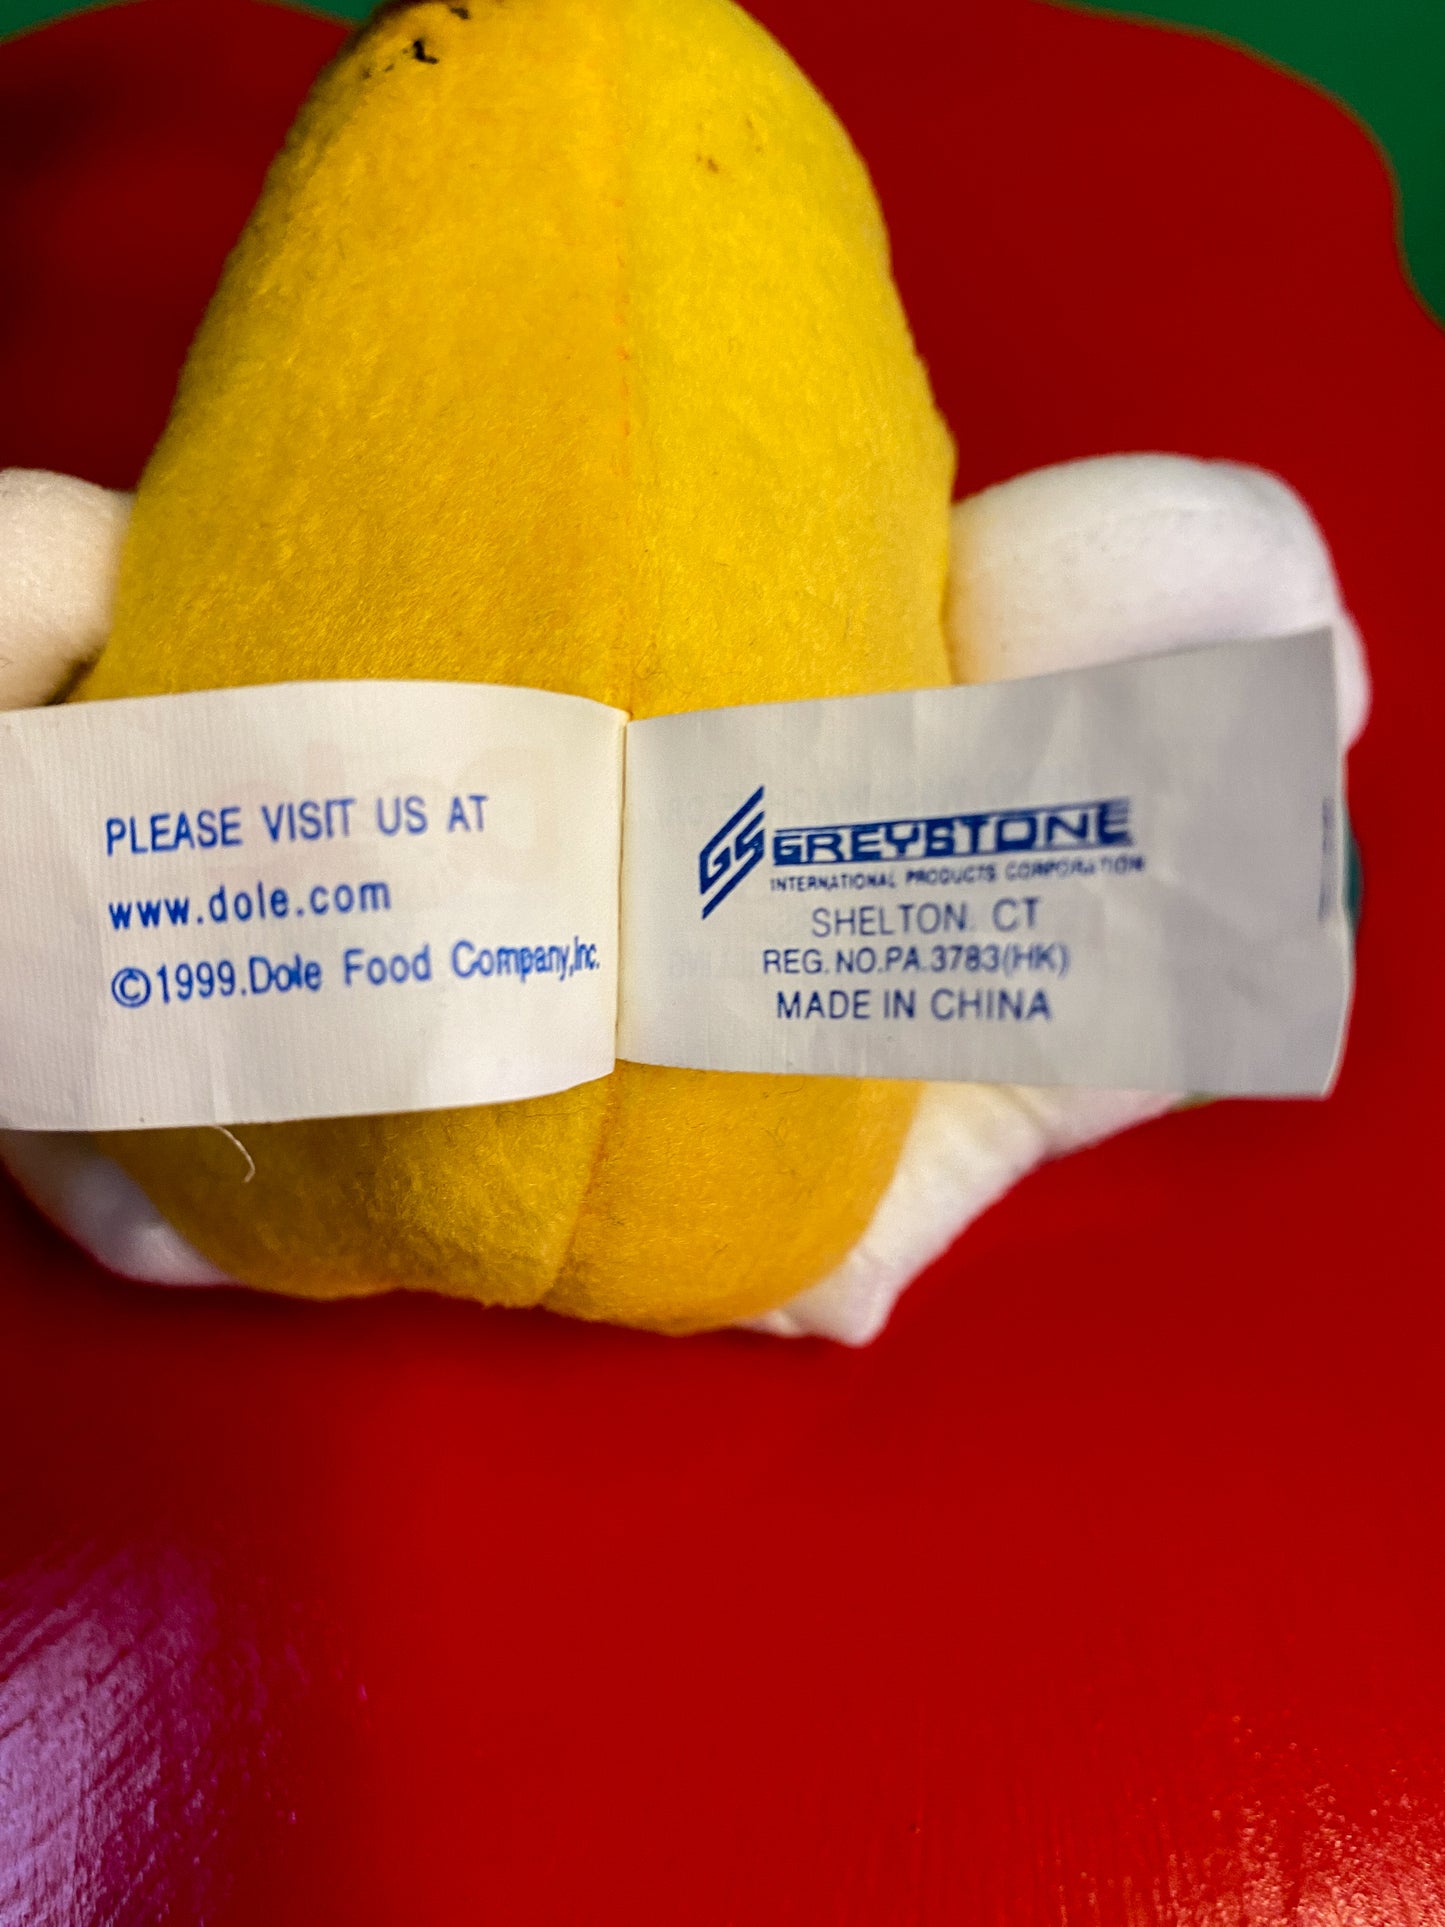 PLEASE VISIT US AT
www.dole.com
©1999.Dole Food Company,Inc.
GS GREYSTONE
INTERNATIONAL PRODUCTS CORPORATION
SHELTON. CT
REG. NO.PA.3783(HK)
MADE IN CHINA